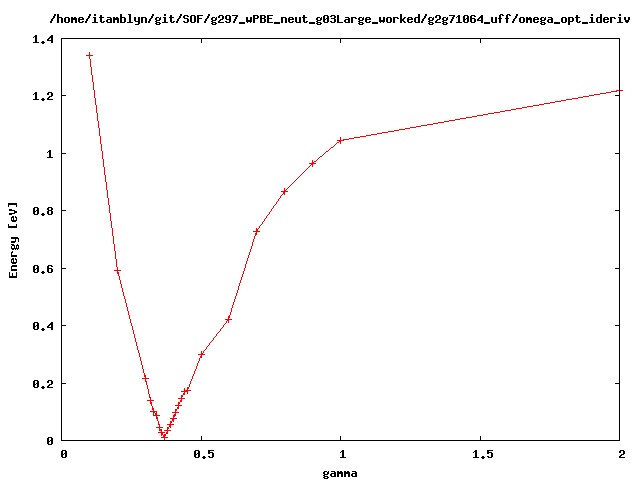 /home/itamblyn/git/SOF/g297_wPBE_neut_g03Large_worked/g2g71064_uff/omega_opt_ideriv
1.4
1.2
1
0.8
0.6
0.4
0.2
0
Energy [eV]
0 0.5 1 1.5 2
gamma